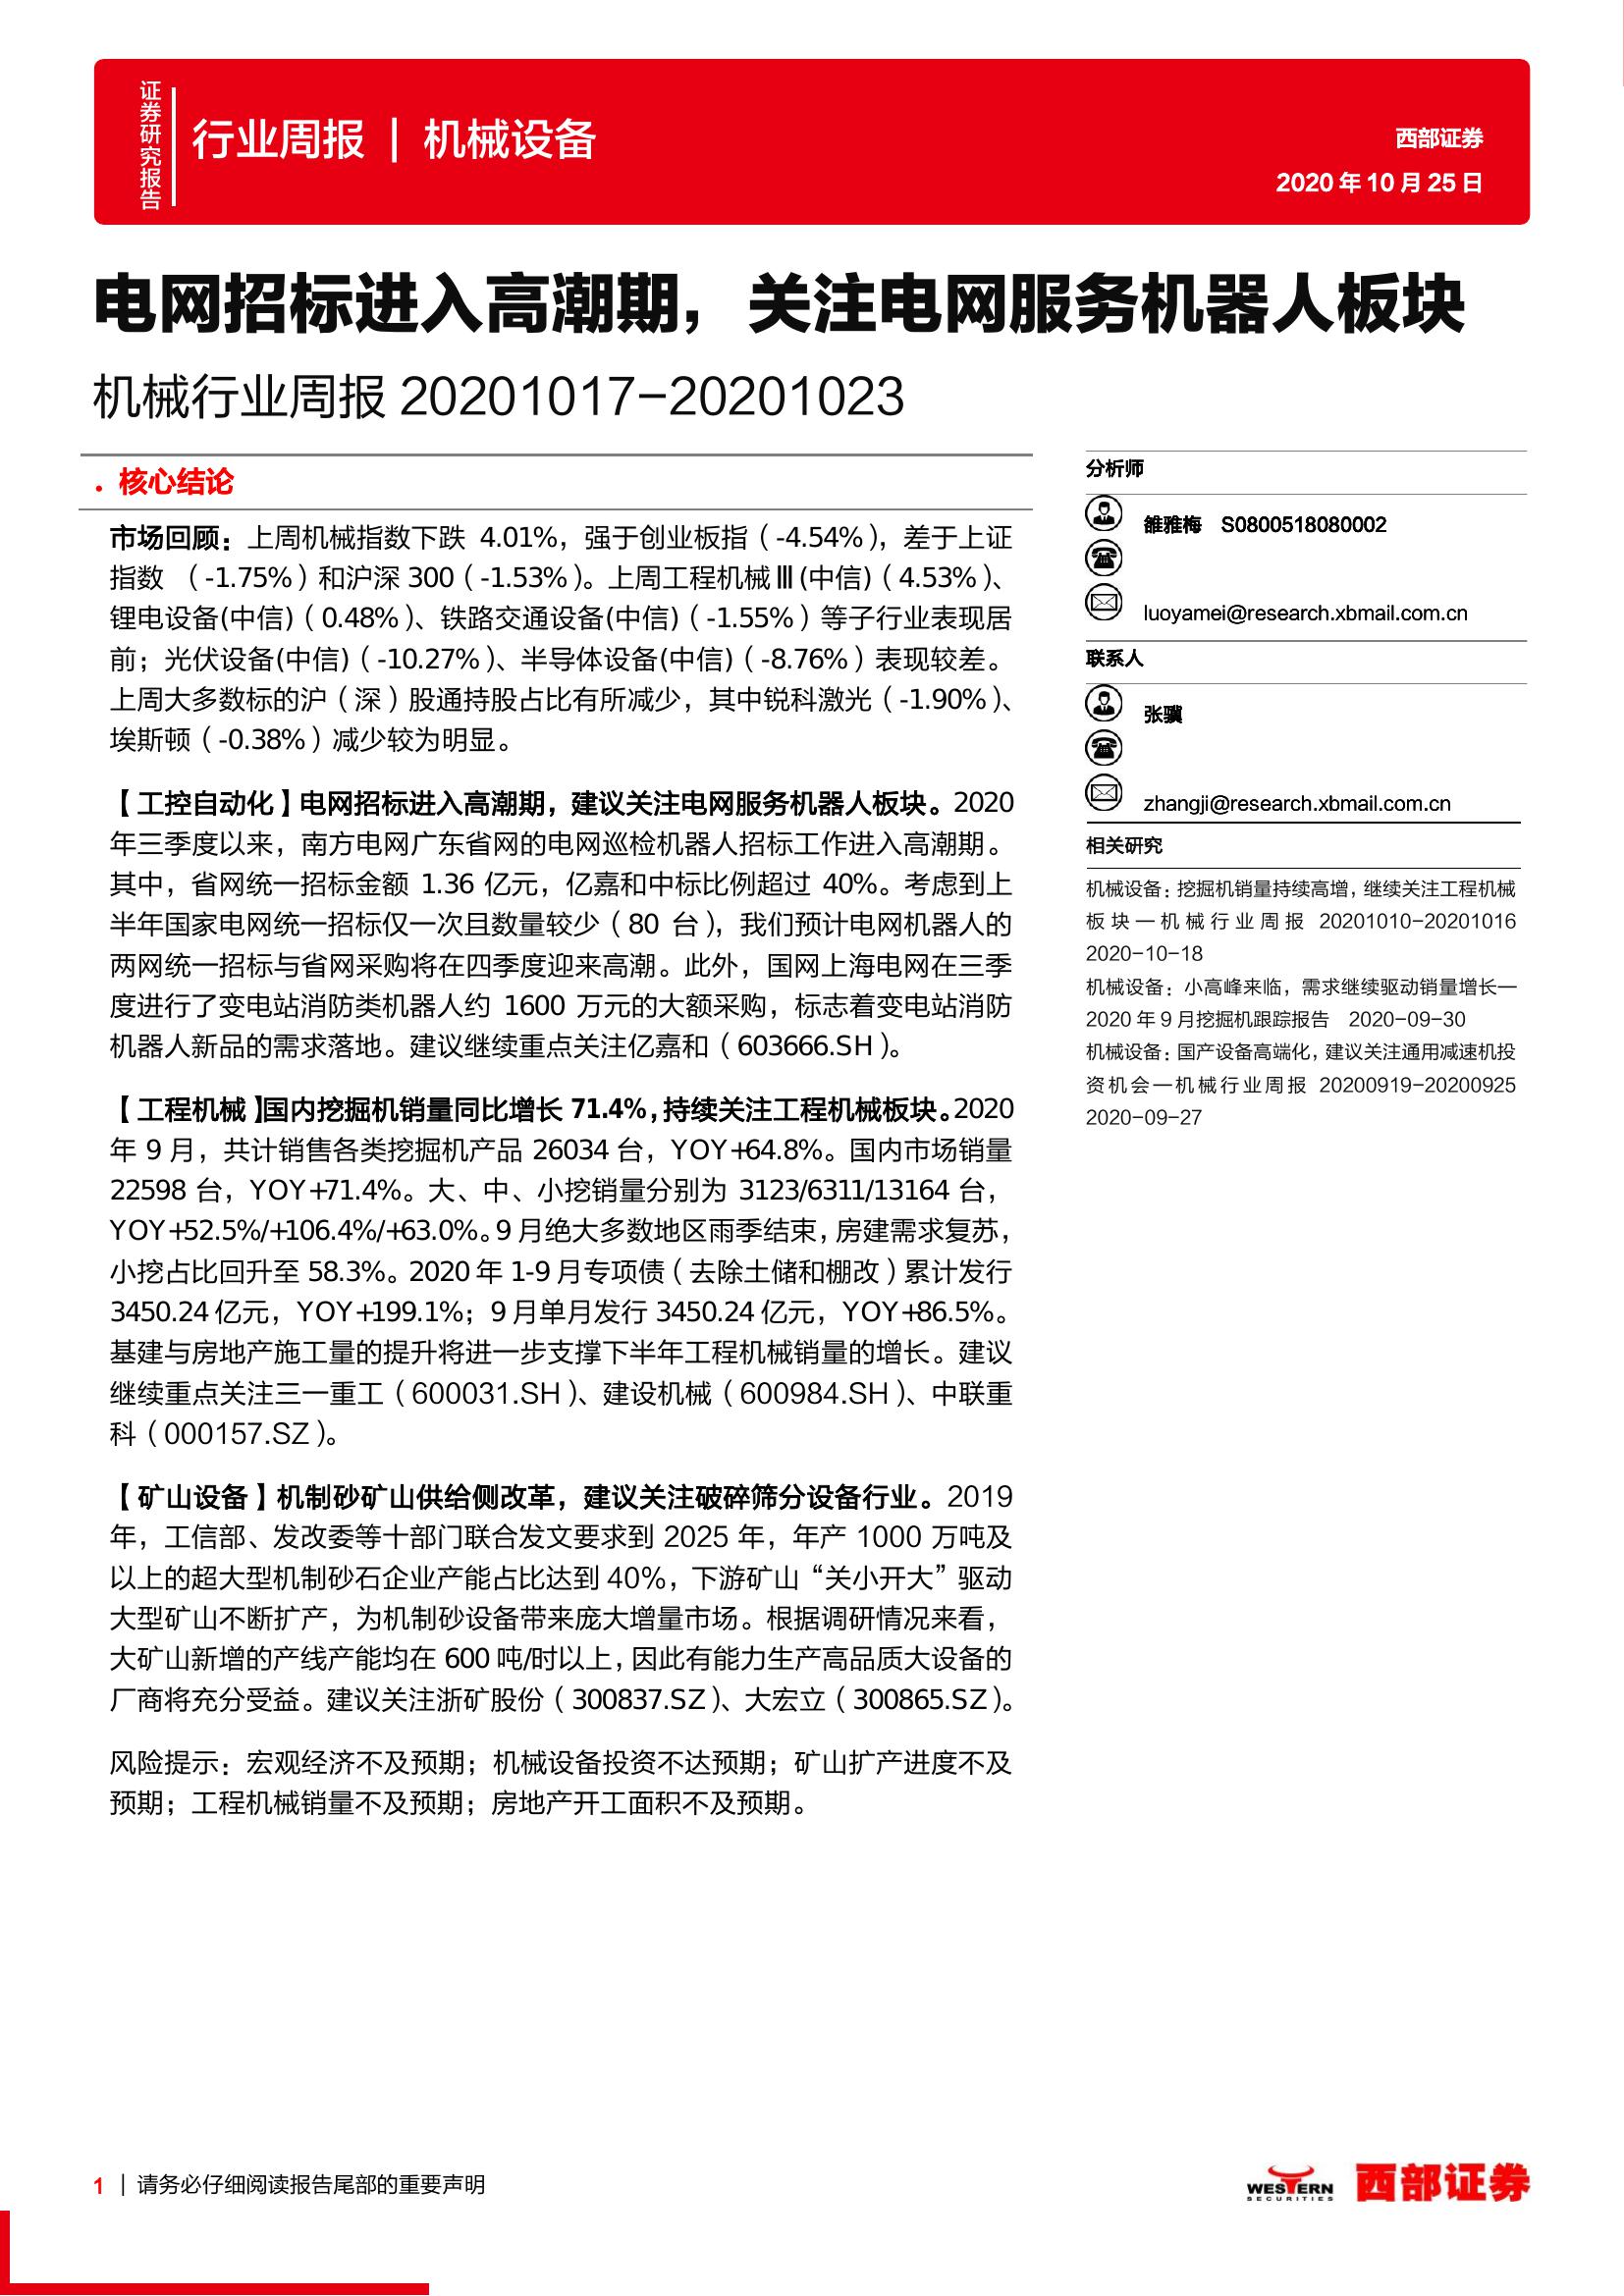 证券研究报告
行业周报 | 机械设备
西部证券
2020 年 10 月 25 日
电网招标进入高潮期，关注电网服务机器人板块
机械行业周报 20201017-20201023
• 核心结论
市场回顾：上周机械指数下跌 4.01%，强于创业板指（-4.54%），差于上证
指数 （-1.75%）和沪深 300（-1.53%）。上周工程机械Ⅲ(中信)（4.53%）、
锂电设备(中信)（0.48%）、铁路交通设备(中信)（-1.55%）等子行业表现居
前；光伏设备(中信)（-10.27%）、半导体设备(中信)（-8.76%）表现较差。
上周大多数标的沪（深）股通持股占比有所减少，其中锐科激光（-1.90%）、
埃斯顿（-0.38%）减少较为明显。
【工控自动化】电网招标进入高潮期，建议关注电网服务机器人板块。2020
年三季度以来，南方电网广东省网的电网巡检机器人招标工作进入高潮期。
其中，省网统一招标金额 1.36 亿元，亿嘉和中标比例超过 40%。考虑到上
半年国家电网统一招标仅一次且数量较少（80 台），我们预计电网机器人的
两网统一招标与省网采购将在四季度迎来高潮。此外，国网上海电网在三季
度进行了变电站消防类机器人约 1600 万元的大额采购，标志着变电站消防
机器人新品的需求落地。建议继续重点关注亿嘉和（603666.SH）。
【工程机械】国内挖掘机销量同比增长 71.4%，持续关注工程机械板块。2020
年 9 月，共计销售各类挖掘机产品 26034 台，YOY+64.8%。国内市场销量
22598 台，YOY+71.4%。大、中、小挖销量分别为 3123/6311/13164 台，
YOY+52.5%/+106.4%/+63.0%。9 月绝大多数地区雨季结束，房建需求复苏，
小挖占比回升至 58.3%。2020 年 1-9 月专项债（去除土储和棚改）累计发行
3450.24 亿元，YOY+199.1%；9 月单月发行 3450.24 亿元，YOY+86.5%。
基建与房地产施工量的提升将进一步支撑下半年工程机械销量的增长。建议
继续重点关注三一重工（600031.SH）、建设机械（600984.SH）、中联重
科（000157.SZ）。
【矿山设备】机制砂矿山供给侧改革，建议关注破碎筛分设备行业。2019
年，工信部、发改委等十部门联合发文要求到 2025 年，年产 1000 万吨及
以上的超大型机制砂石企业产能占比达到 40%，下游矿山“关小开大”驱动
大型矿山不断扩产，为机制砂设备带来庞大增量市场。根据调研情况来看，
大矿山新增的产线产能均在 600 吨/时以上，因此有能力生产高品质大设备的
厂商将充分受益。建议关注浙矿股份（300837.SZ）、大宏立（300865.SZ）。
风险提示：宏观经济不及预期；机械设备投资不达预期；矿山扩产进度不及
预期；工程机械销量不及预期；房地产开工面积不及预期。
分析师
雒雅梅 S0800518080002
luoyamei@research.xbmail.com.cn
联系人
张骥
zhangji@research.xbmail.com.cn
相关研究
机械设备：挖掘机销量持续高增，继续关注工程机械
板块—机械行业周报 20201010-20201016
2020-10-18
机械设备：小高峰来临，需求继续驱动销量增长—
2020 年 9 月挖掘机跟踪报告 2020-09-30
机械设备：国产设备高端化，建议关注通用减速机投
资机会—机械行业周报 20200919-20200925
2020-09-27
1 | 请务必仔细阅读报告尾部的重要声明
WESTERN
SECURITIES
西部证券